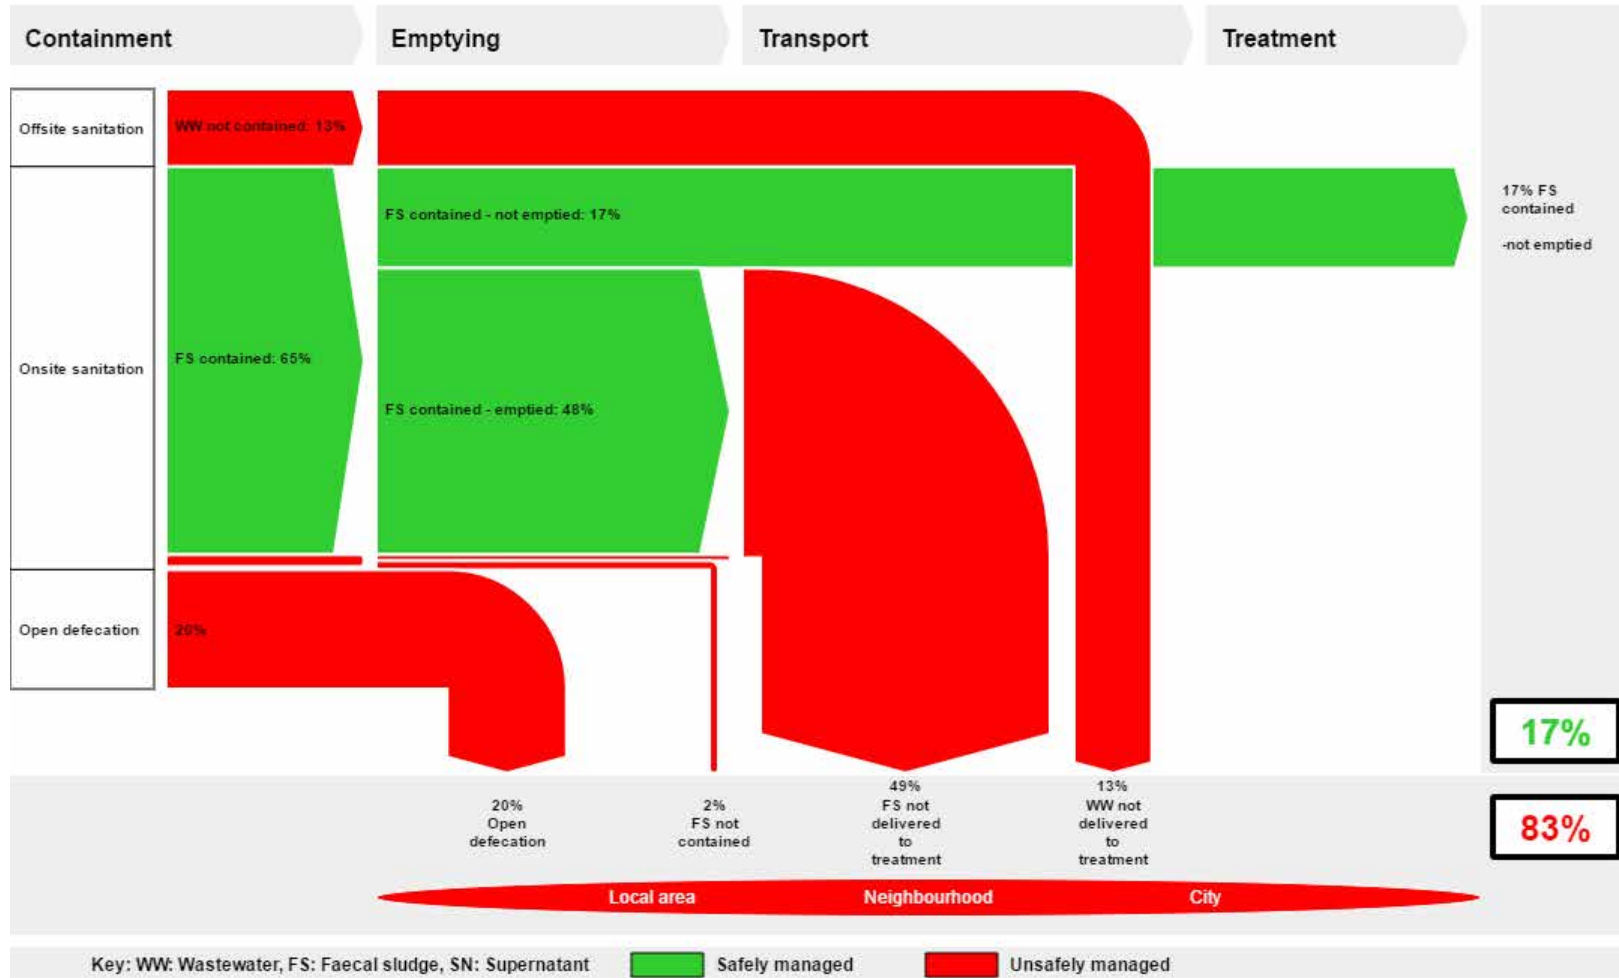 Containment
Emptying
Transport
Treatment
Offsite sanitation
WW not contained: 13%
FS contained - not emptied: 17%
17% FS
contained
-not emptied
Onsite sanitation
FS contained: 65%
FS contained - emptied: 48%
Open defecation
20%
17%
20%
Open
defecation
2%
FS not
contained
49%
FS not
delivered
to
treatment
13%
WW not
delivered
to
treatment
83%
Local area
Neighbourhood
City
Key: WW: Wastewater, FS: Faecal sludge, SN: Supernatant
Safely managed
Unsafely managed